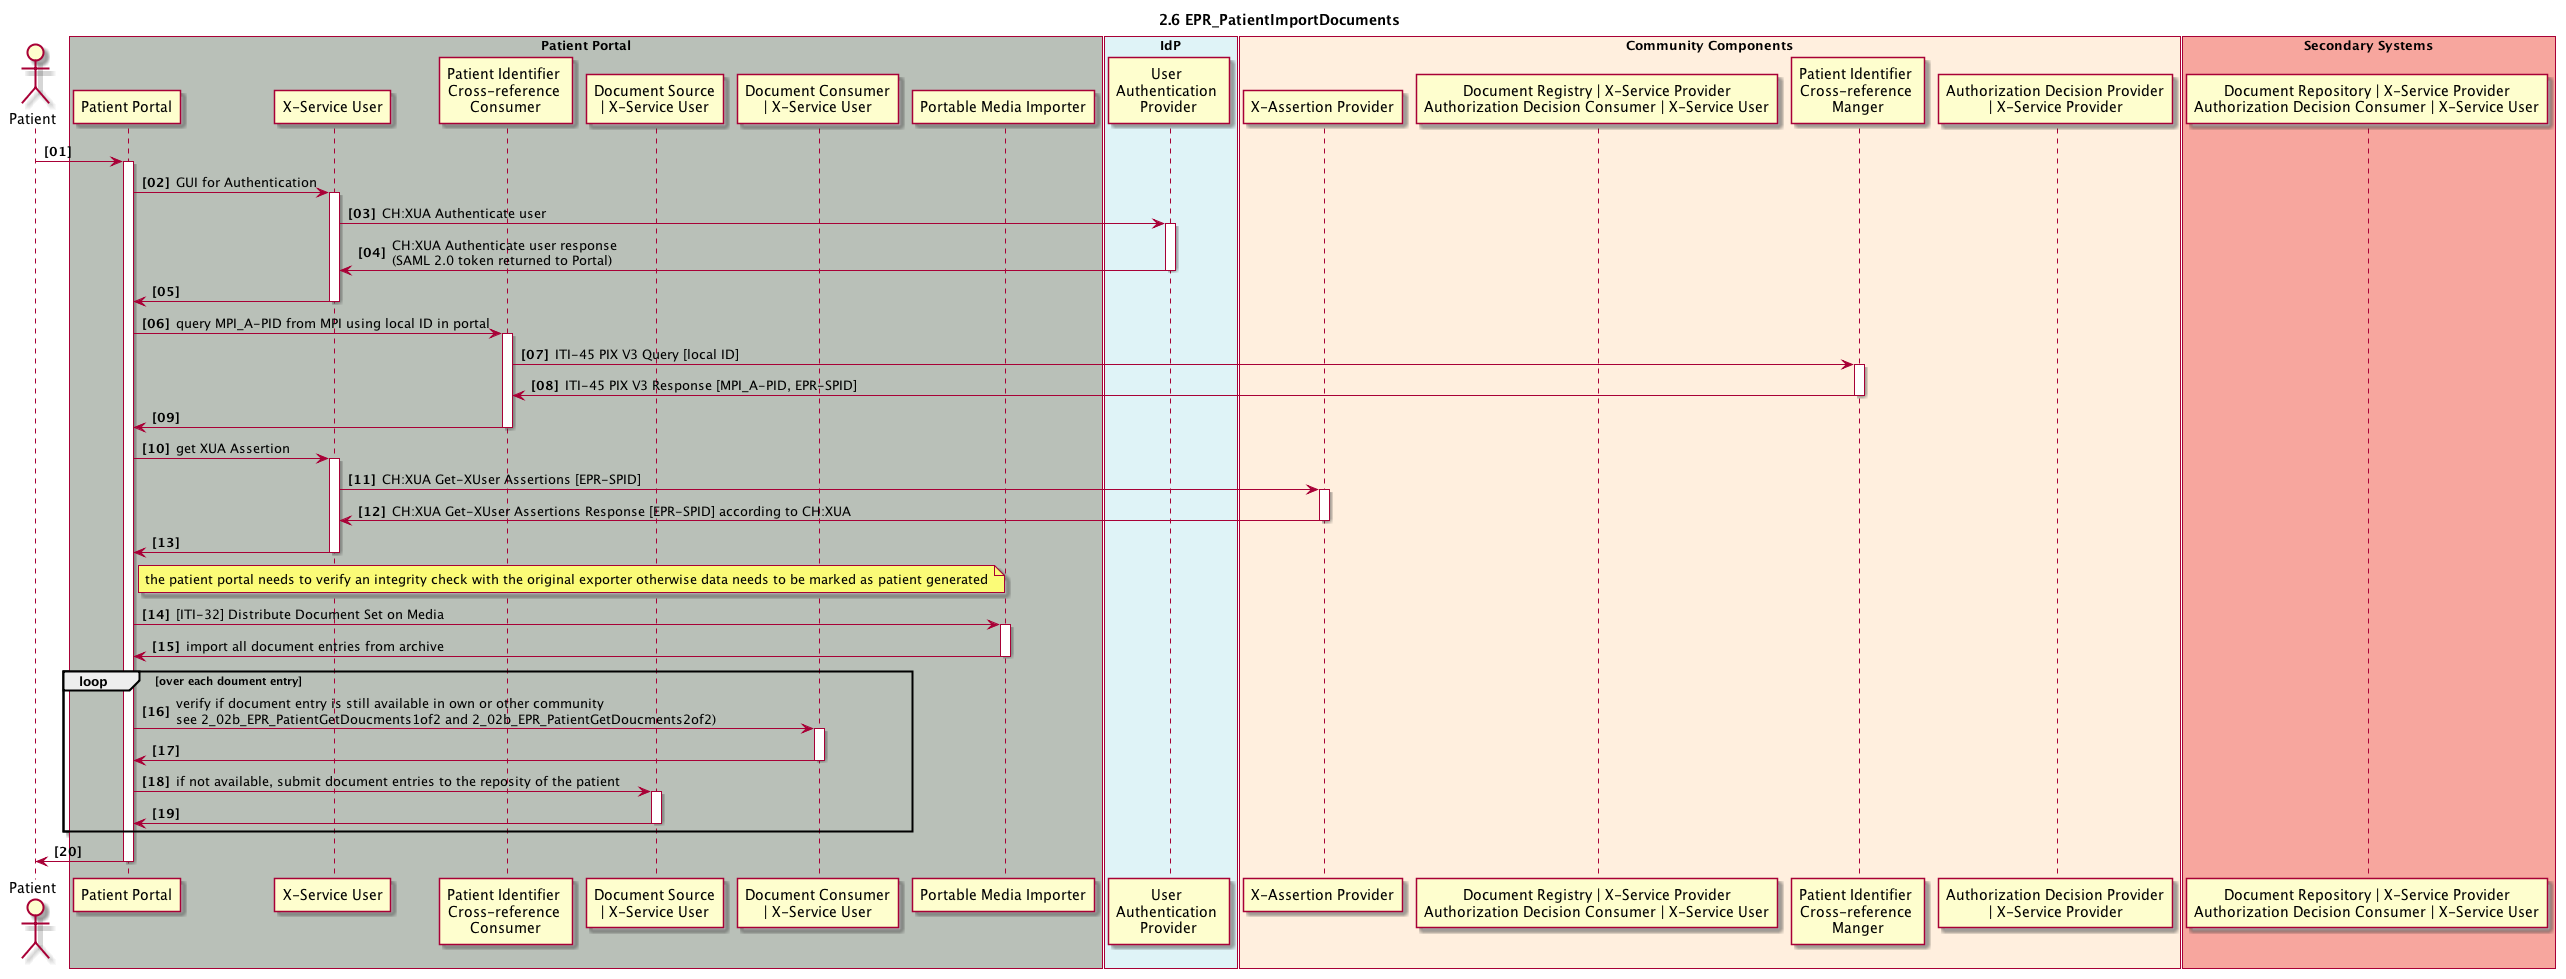 2.6 EPR_PatientImportDocuments
Patient Portal
IdP
Community Components
Secondary Systems
Patient
Patient Portal
X-Service User
Patient Identifier
Cross-reference
Consumer
Document Source
| X-Service User
Document Consumer
| X-Service User
Portable Media Importer
User
Authentication
Provider
X-Assertion Provider
Document Registry | X-Service Provider
Authorization Decision Consumer | X-Service User
Patient Identifier
Cross-reference
Manger
Authorization Decision Provider
| X-Service Provider
Document Repository | X-Service Provider
Authorization Decision Consumer | X-Service User
[01]
[02] GUI for Authentication
[03] CH:XUA Authenticate user
[04] CH:XUA Authenticate user response
(SAML 2.0 token returned to Portal)
[05]
[06] query MPI_A-PID from MPI using local ID in portal
[07] ITI-45 PIX V3 Query [local ID]
[08] ITI-45 PIX V3 Response [MPI_A-PID, EPR-SPID]
[09]
[10] get XUA Assertion
[11] CH:XUA Get-XUser Assertions [EPR-SPID]
[12] CH:XUA Get-XUser Assertions Response [EPR-SPID] according to CH:XUA
[13]
the patient portal needs to verify an integrity check with the original exporter otherwise data needs to be marked as patient generated
[14] [ITI-32] Distribute Document Set on Media
[15] import all document entries from archive
loop [over each doument entry]
[16] verify if document entry is still available in own or other community
see 2_02b_EPR_PatientGetDoucments1of2 and 2_02b_EPR_PatientGetDoucments2of2)
[17]
[18] if not available, submit document entries to the reposity of the patient
[19]
[20]
Patient
Patient Portal
X-Service User
Patient Identifier
Cross-reference
Consumer
Document Source
| X-Service User
Document Consumer
| X-Service User
Portable Media Importer
User
Authentication
Provider
X-Assertion Provider
Document Registry | X-Service Provider
Authorization Decision Consumer | X-Service User
Patient Identifier
Cross-reference
Manger
Authorization Decision Provider
| X-Service Provider
Document Repository | X-Service Provider
Authorization Decision Consumer | X-Service User